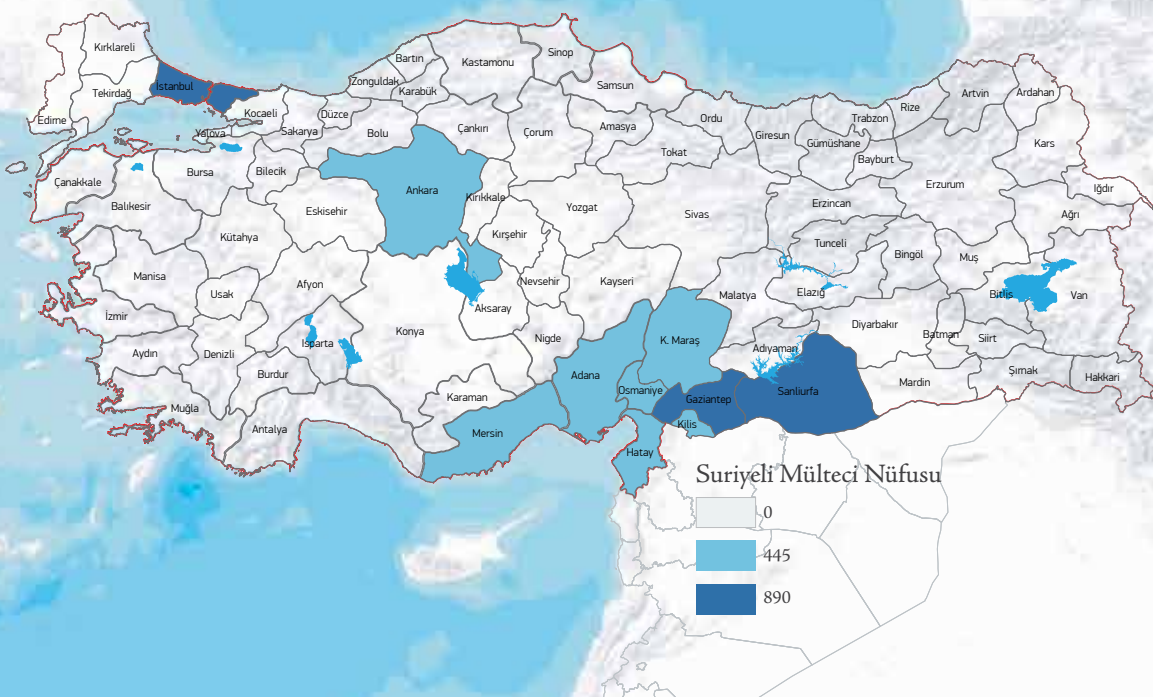 Kırklareli
Tekirdağ
Edirne
İstanbul
Kocaeli
Yalova
Sakarya
Düzce
Zonguldak
Bartın
Karabük
Kastamonu
Sinop
Samsun
Bolu
Çankırı
Çorum
Amasya
Ordu
Tokat
Giresun
Gümüshane
Trabzon
Bayburt
Rize
Artvin
Ardahan
Kars
Iğdır
Ağrı
Erzurum
Erzincan
Çanakkale
Balıkesir
Bursa
Bilecik
Eskisehir
Kütahya
Ankara
Kırıkkale
Kırşehir
Yozgat
Sivas
Tunceli
Bingöl
Muş
Bitlis
Van
Elazığ
Malatya
Kayseri
Nevsehir
Aksaray
Nigde
Konya
Afyon
Usak
Manisa
İzmir
Aydın
Denizli
Isparta
Burdur
Muğla
Antalya
Karaman
Mersin
Adana
K. Maraş
Osmaniye
Gaziantep
Kilis
Hatay
Adıyaman
Sanliurfa
Diyarbakır
Batman
Siirt
Mardin
Şırnak
Hakkari
Suriyeli Mülteci Nüfusu
0
445
890